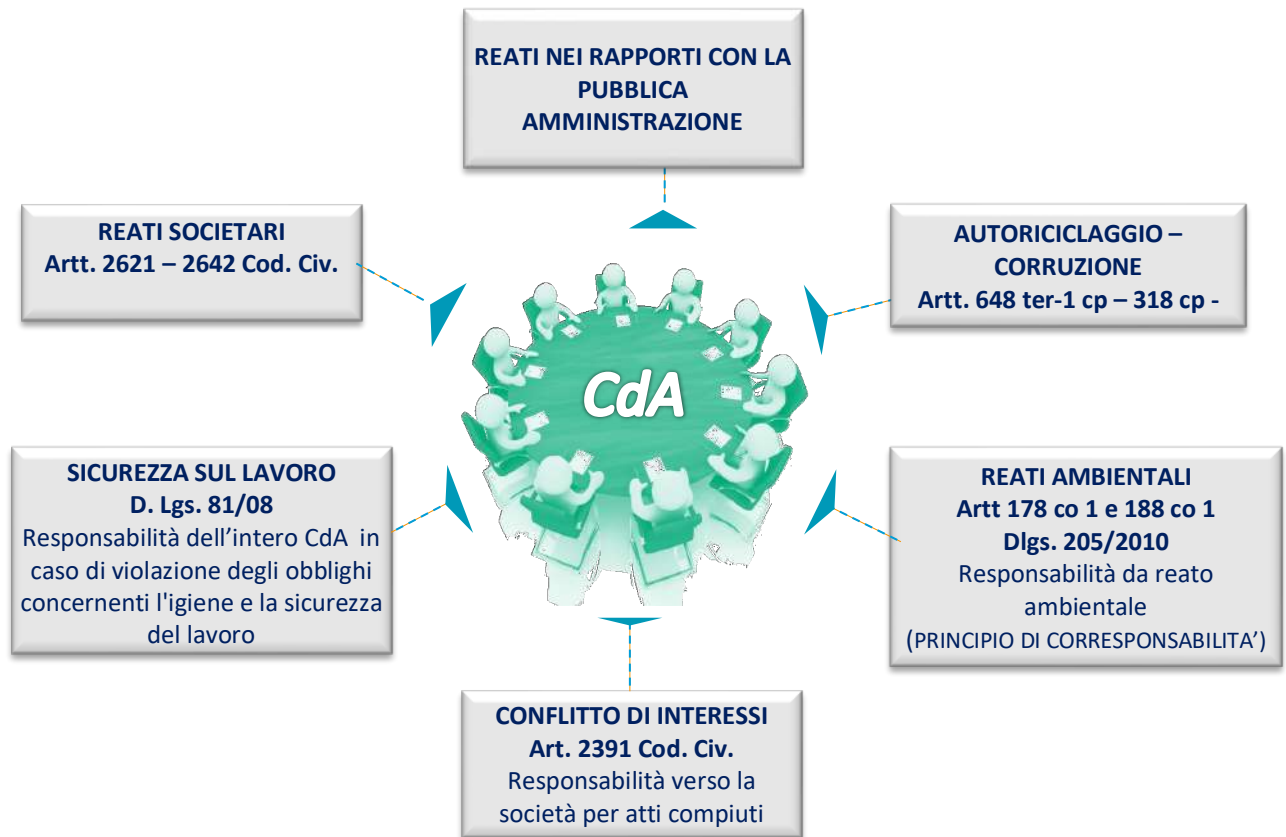 REATI NEI RAPPORTI CON LA
PUBBLICA
AMMINISTRAZIONE
REATI SOCIETARI
Artt. 2621 – 2642 Cod. Civ.
AUTORICICLAGGIO –
CORRUZIONE
Artt. 648 ter-1 cp – 318 cp -
CdA
SICUREZZA SUL LAVORO
D. Lgs. 81/08
Responsabilità dell’intero CdA in
caso di violazione degli obblighi
concernenti l'igiene e la sicurezza
del lavoro
REATI AMBIENTALI
Artt 178 co 1 e 188 co 1
Dlgs. 205/2010
Responsabilità da reato
ambientale
(PRINCIPIO DI CORRESPONSABILITA’)
CONFLITTO DI INTERESSI
Art. 2391 Cod. Civ.
Responsabilità verso la
società per atti compiuti